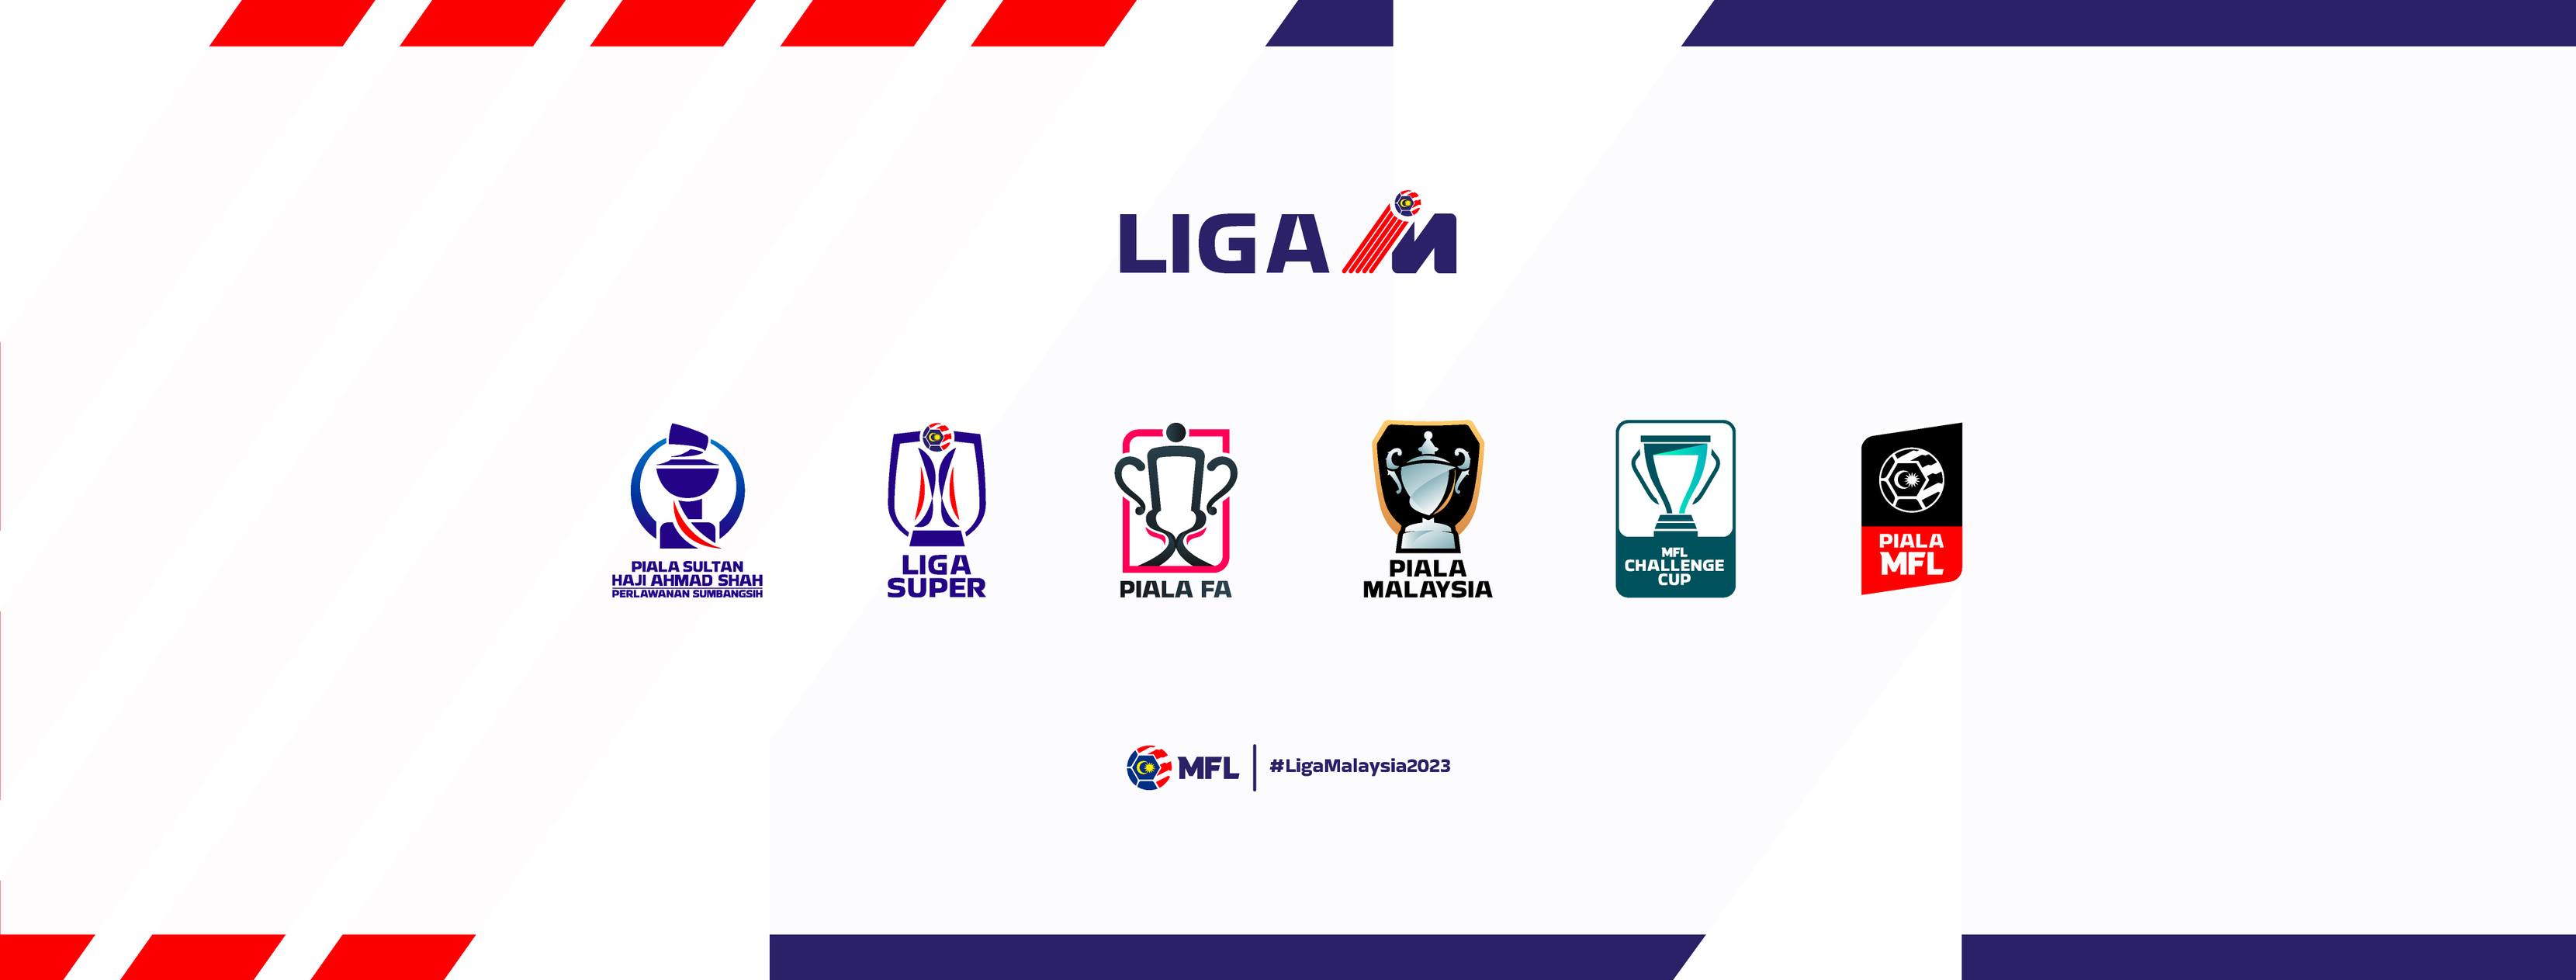 LIGA M
PIALA SULTAN
HAJI AHMAD SHAH
PERLAWANAN SUMBANGSIH
LIGA
SUPER
PIALA FA
PIALA
MALAYSIA
MFL
CHALLENGE
CUP
PIALA
MFL
MFL
#LigaMalaysia2023